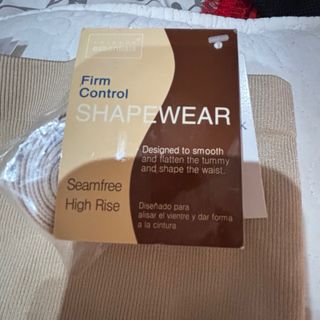 essentials
Firm
Control
SHAPEWEAR
Designed to smooth
and flatten the tummy
and shape the waist.
Seamfree
High Rise
Diseñado para
alisar el vientre y dar forma
a la cintura.